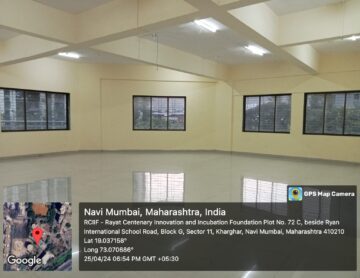 GPS Map Camera
Navi Mumbai, Maharashtra, India
RCIIF - Rayat Centenary Innovation and Incubation Foundation Plot No. 72 C, beside Ryan
International School Road, Block G, Sector 11, Kharghar, Navi Mumbai, Maharashtra 410210
Lat 19.037158°
Long 73.070686°
25/04/24 06:54 PM GMT +05:30
Google